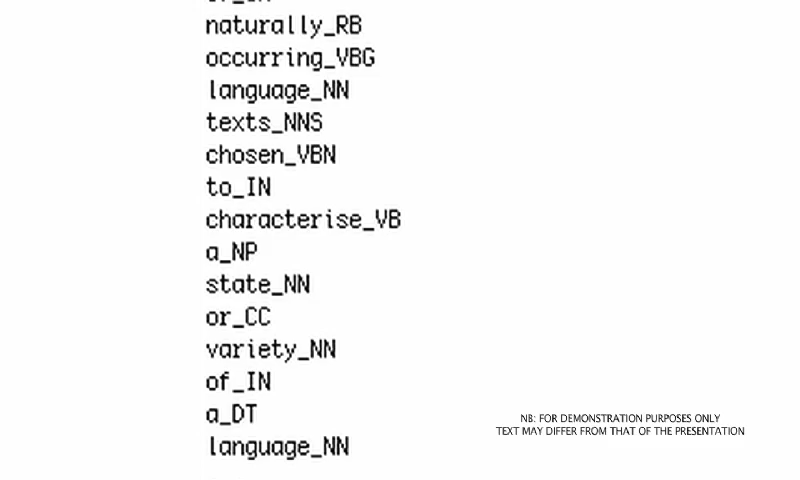 naturally_RB
occurring_VBG
language_NN
texts_NNS
chosen_VBN
to_IN
characterise_VB
a_NP
state_NN
or_CC
variety_NN
of_IN
a_DT
language_NN
NB: FOR DEMONSTRATION PURPOSES ONLY
TEXT MAY DIFFER FROM THAT OF THE PRESENTATION